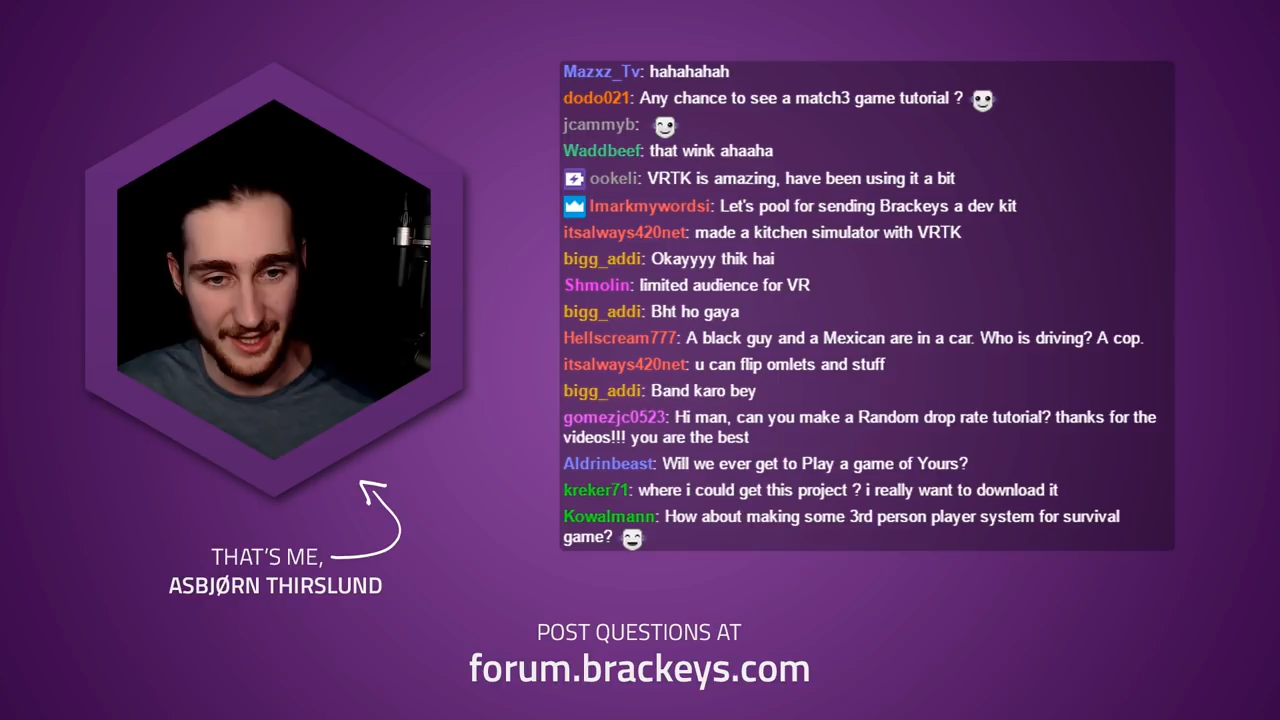 Mazxz_Tv: hahahahah
dodo021: Any chance to see a match3 game tutorial ?
jcammyb:
Waddbeef: that wink ahaaha
ookeli: VRTK is amazing, have been using it a bit
Imarkmywordsi: Let's pool for sending Brackeys a dev kit
itsalways420net: made a kitchen simulator with VRTK
bigg_addi: Okayyyy thik hai
Shmolin: limited audience for VR
bigg_addi: Bht ho gaya
Hellscream777: A black guy and a Mexican are in a car. Who is driving? A cop.
itsalways420net: u can flip omlets and stuff
bigg_addi: Band karo bey
gomezjc0523: Hi man, can you make a Random drop rate tutorial? thanks for the
videos!!! you are the best
Aldrinbeast: Will we ever get to Play a game of Yours?
kreker71: where i could get this project ? i really want to download it
Kowalmann: How about making some 3rd person player system for survival
game?
THAT'S ME,
ASBJØRN THIRSLUND
POST QUESTIONS AT
forum.brackeys.com